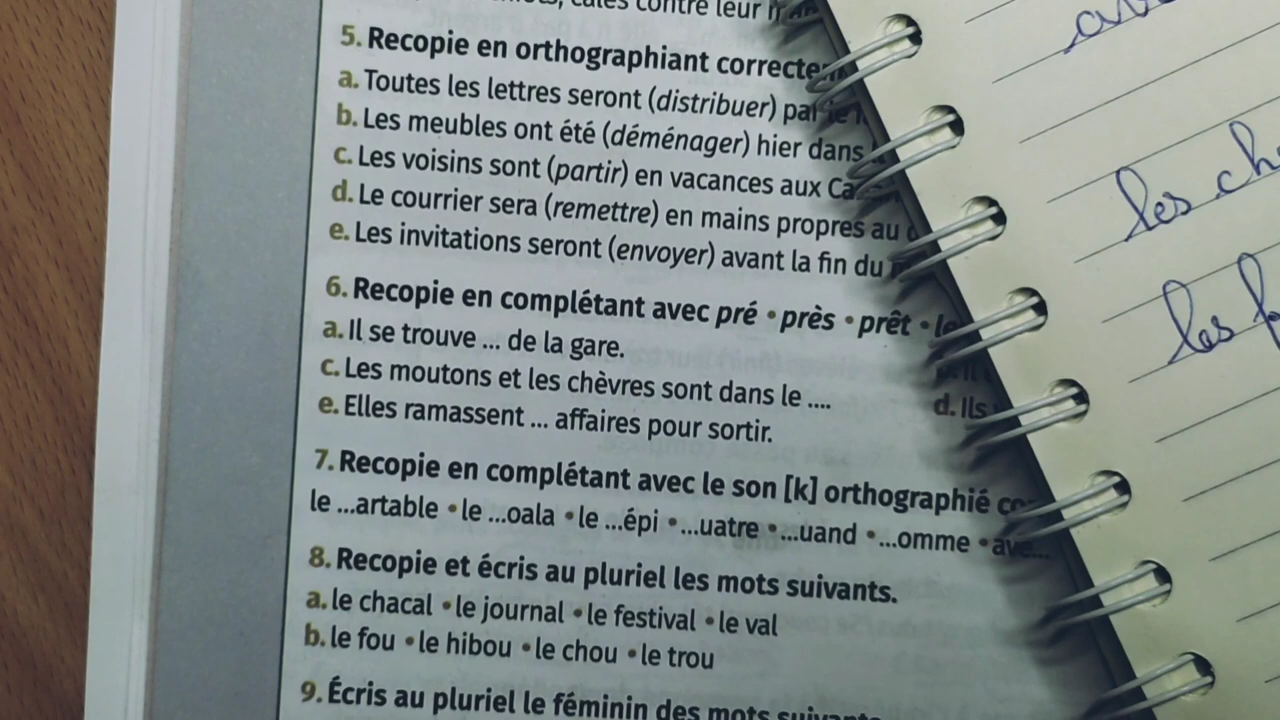 contre leur
5. Recopie en orthographiant
a. Toutes les lettres seront (distribuer) par
b. Les meubles ont été (déménager) hier dans
c. Les voisins sont (partir) en vacances aux
d. Le courrier sera (remettre) en mains propres au
e. Les invitations seront (envoyer) avant la fin du
6. Recopie en complétant avec pré • près • prêt •
a. Il se trouve ... de la gare.
c. Les moutons et les chèvres sont dans le ....
d. Ils
e. Elles ramassent ... affaires pour sortir.
7. Recopie en complétant avec le son [k] orthographié
le ...artable • le ...oala • le ...épi • ...uatre • ...uand • ...omme • ave...
8. Recopie et écris au pluriel les mots suivants.
a. le chacal • le journal • le festival • le val
b. le fou • le hibou • le chou • le trou
9. Écris au pluriel le féminin des mots suivants
les
les